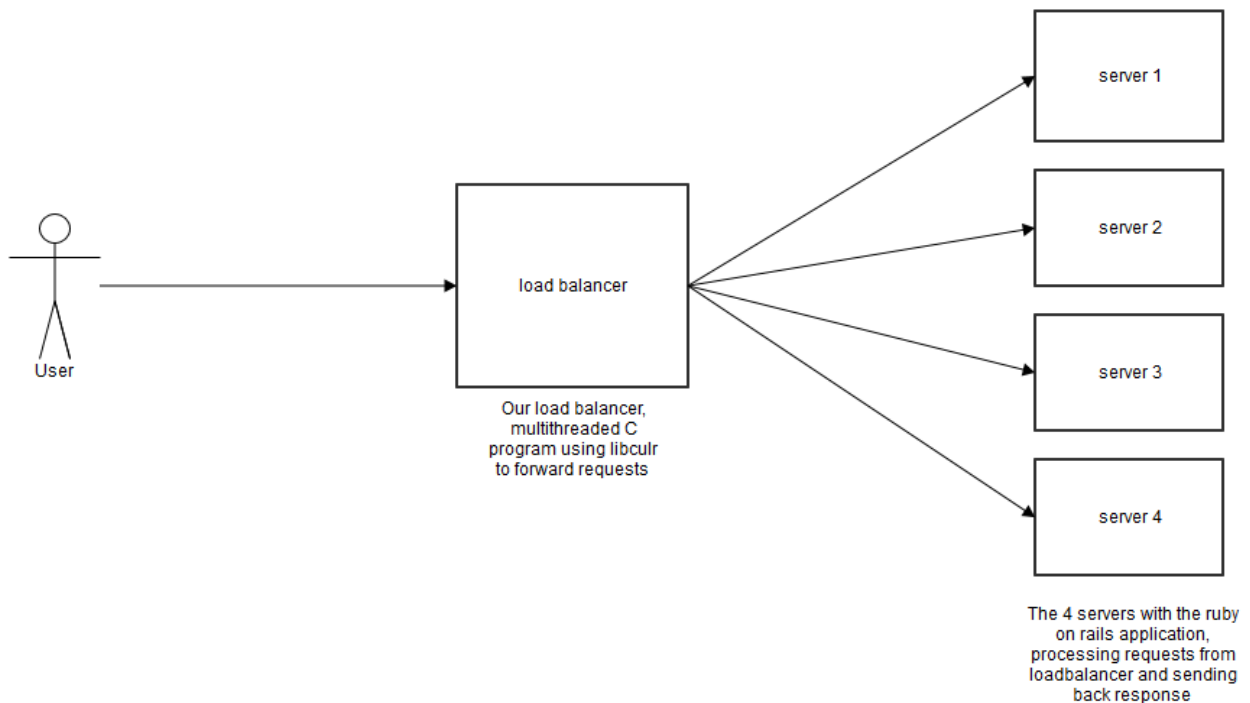 server 1
server 2
load balancer
server 3
User
Our load balancer,
multithreaded C
program using libculr
to forward requests
server 4
The 4 servers with the ruby
on rails application,
processing requests from
loadbalancer and sending
back response